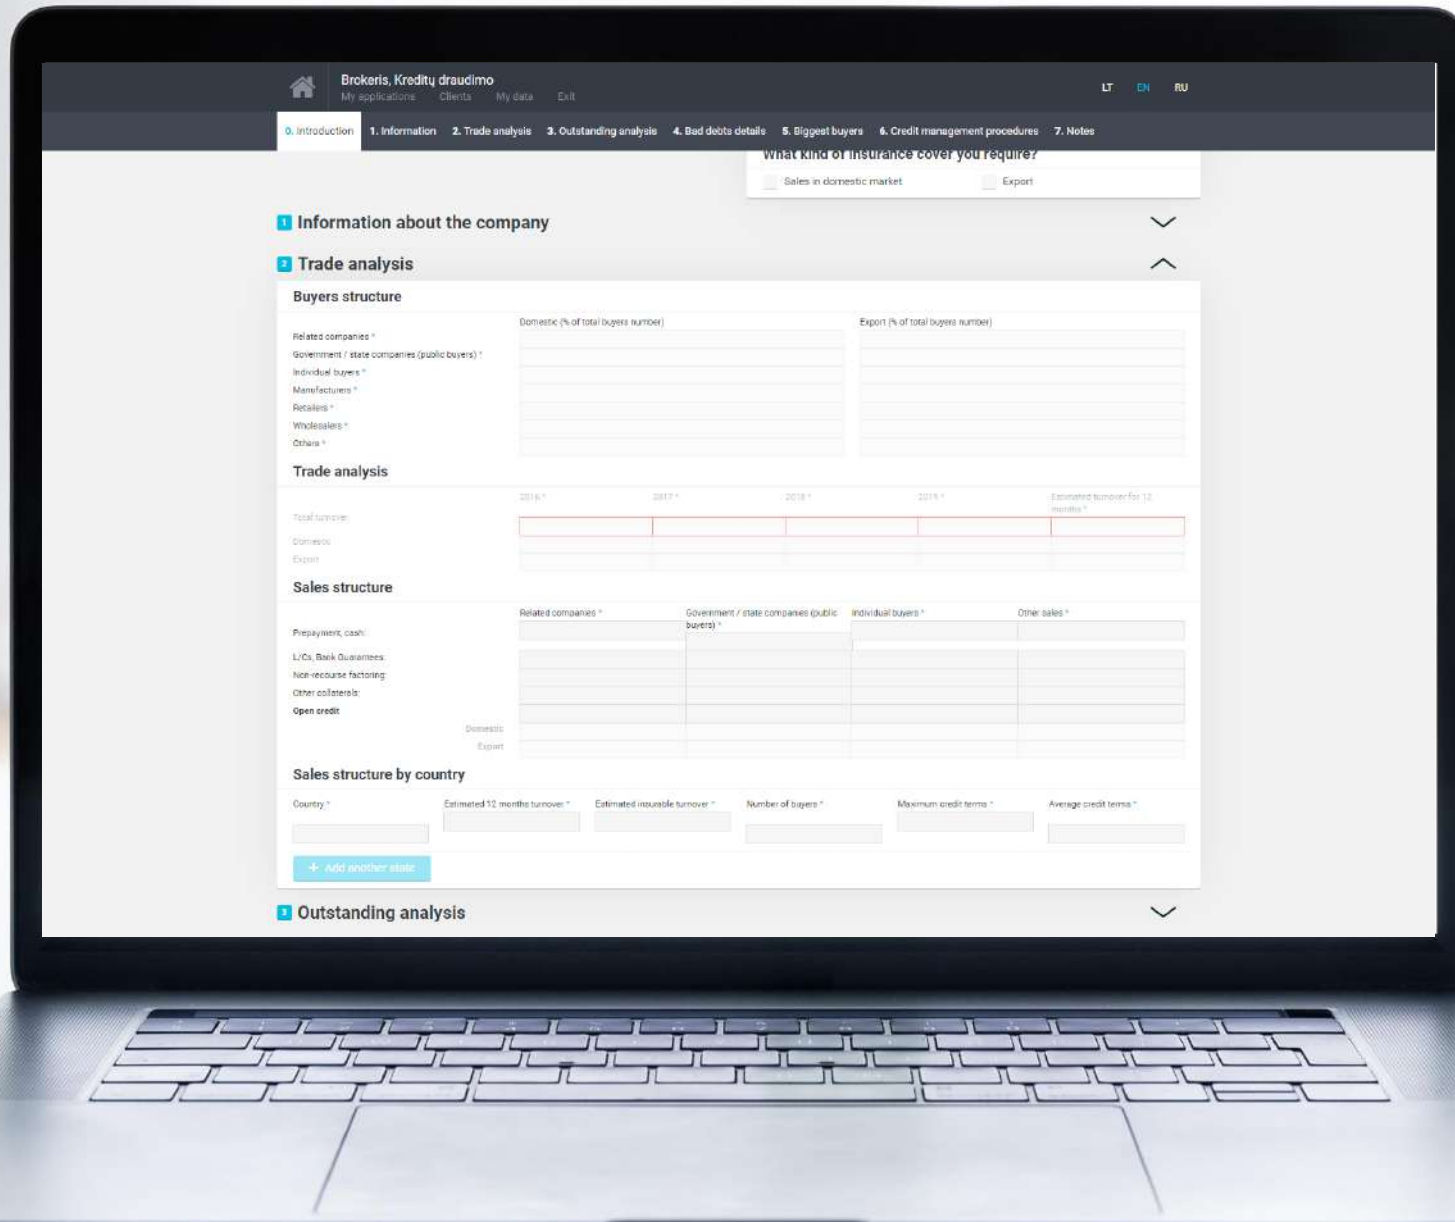 Brokeris, Kreditų draudimo
My applications Clients My data Exit
LT EN RU
0. Introduction 1. Information 2. Trade analysis 3. Outstanding analysis 4. Bad debts details 5. Biggest buyers 6. Credit management procedures 7. Notes
What kind of insurance cover you require?
Sales in domestic market Export
1 Information about the company
2 Trade analysis
Buyers structure
Domestic (% of total buyers number) Export (% of total buyers number)
Related companies *
Government / state companies (public buyers) *
Individual buyers *
Manufacturers *
Retailers *
Wholesalers *
Others *
Trade analysis
2016 * 2017 * 2018 * 2019 * Estimated turnover for 12
months *
Total turnover
Domestic
Export
Sales structure
Related companies * Government / state companies (public Individual buyers * Other sales *
buyers) *
Prepayment, cash:
L/Cs, Bank Guarantees:
Non-recourse factoring:
Other collaterals:
Open credit
Domestic
Export
Sales structure by country
Country * Estimated 12 months turnover * Estimated insurable turnover * Number of buyers * Maximum credit terms * Average credit terms *
+ Add another state
3 Outstanding analysis